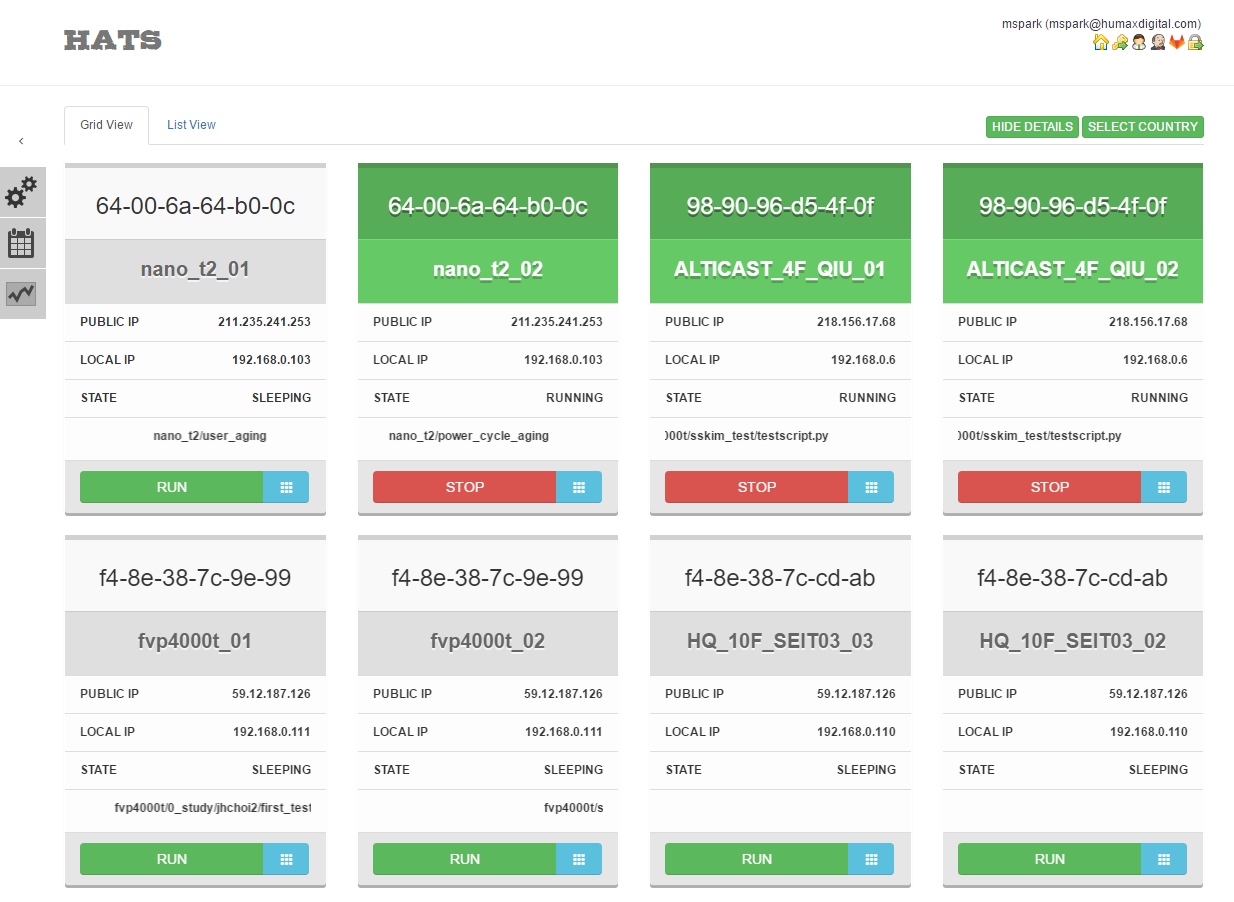 HATS
mspark (mspark@humaxdigital.com)
Grid View
List View
HIDE DETAILS
SELECT COUNTRY
64-00-6a-64-b0-0c
nano_t2_01
PUBLIC IP 211.235.241.253
LOCAL IP 192.168.0.103
STATE SLEEPING
nano_t2/user_aging
RUN
64-00-6a-64-b0-0c
nano_t2_02
PUBLIC IP 211.235.241.253
LOCAL IP 192.168.0.103
STATE RUNNING
nano_t2/power_cycle_aging
STOP
98-90-96-d5-4f-0f
ALTICAST_4F_QIU_01
PUBLIC IP 218.156.17.68
LOCAL IP 192.168.0.6
STATE RUNNING
000t/sskim_test/testscript.py
STOP
98-90-96-d5-4f-0f
ALTICAST_4F_QIU_02
PUBLIC IP 218.156.17.68
LOCAL IP 192.168.0.6
STATE RUNNING
000t/sskim_test/testscript.py
STOP
f4-8e-38-7c-9e-99
fvp4000t_01
PUBLIC IP 59.12.187.126
LOCAL IP 192.168.0.111
STATE SLEEPING
fvp4000t/0_study/jhchoi2/first_test
RUN
f4-8e-38-7c-9e-99
fvp4000t_02
PUBLIC IP 59.12.187.126
LOCAL IP 192.168.0.111
STATE SLEEPING
fvp4000t/s
RUN
f4-8e-38-7c-cd-ab
HQ_10F_SEIT03_03
PUBLIC IP 59.12.187.126
LOCAL IP 192.168.0.110
STATE SLEEPING
RUN
f4-8e-38-7c-cd-ab
HQ_10F_SEIT03_02
PUBLIC IP 59.12.187.126
LOCAL IP 192.168.0.110
STATE SLEEPING
RUN